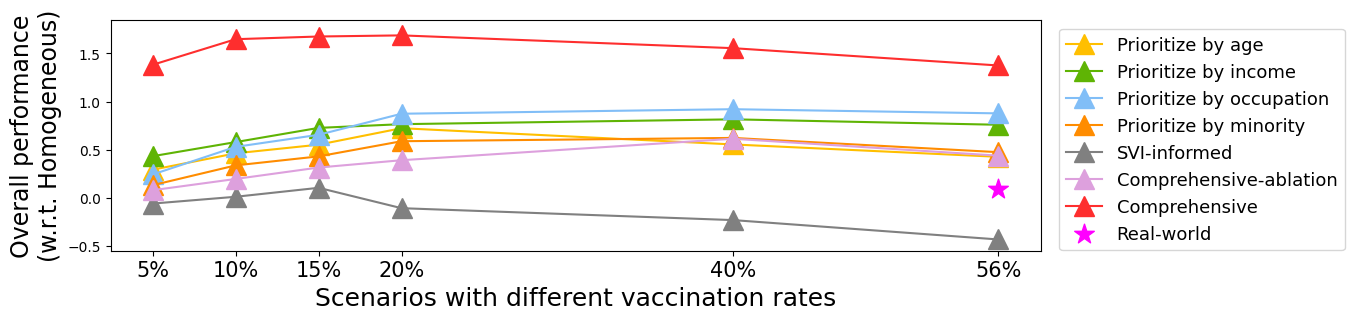 Overall performance
(w.r.t. Homogeneous)
1.5
1.0
0.5
0.0
−0.5
5%
10%
15%
20%
40%
56%
Scenarios with different vaccination rates
Prioritize by age
Prioritize by income
Prioritize by occupation
Prioritize by minority
SVI-informed
Comprehensive-ablation
Comprehensive
Real-world